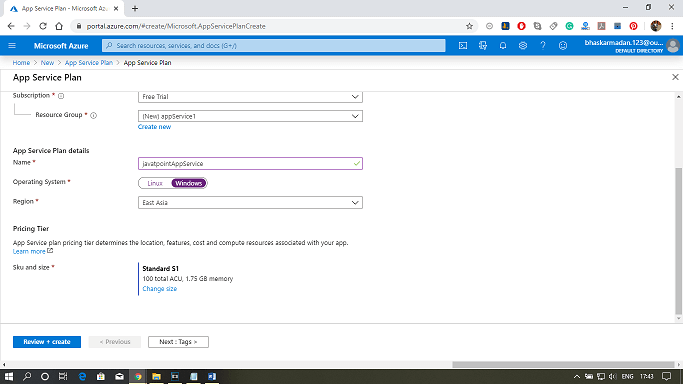 App Service Plan - Microsoft Az
portal.azure.com/#create/Microsoft.AppServicePlanCreate
Microsoft Azure
Search resources, services, and docs (G+/)
bhaskarmadan.123@ou...
DEFAULT DIRECTORY
Home > New > App Service Plan > App Service Plan
App Service Plan
Subscription *
Free Trial
Resource Group *
(New) appService1
Create new
App Service Plan details
Name *
javatpointAppService
Operating System *
Linux Windows
Region *
East Asia
Pricing Tier
App Service plan pricing tier determines the location, features, cost and compute resources associated with your app.
Learn more
Sku and size *
Standard S1
100 total ACU, 1.75 GB memory
Change size
Review + create
< Previous
Next : Tags >
ENG
17:43